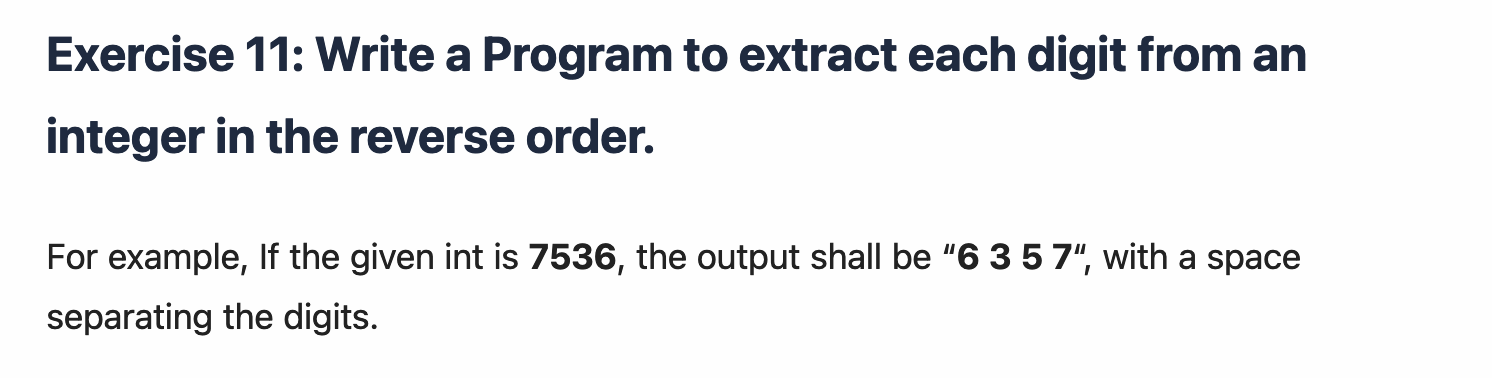 Exercise 11: Write a Program to extract each digit from an
integer in the reverse order.
For example, If the given int is 7536, the output shall be “6 3 5 7“, with a space
separating the digits.